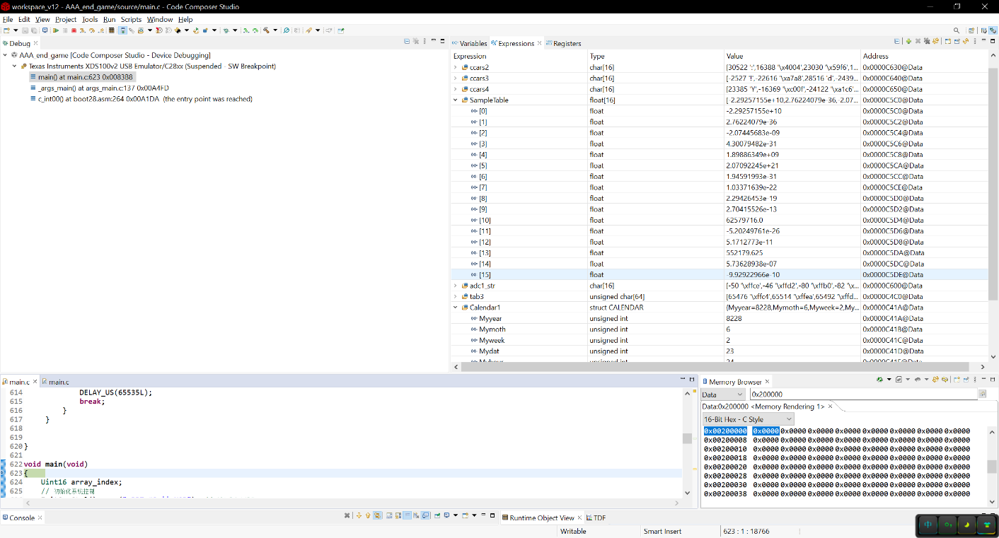 workspace_v12 - AAA_end_game/source/main.c - Code Composer Studio
File Edit View Project Tools Run Scripts Window Help
Debug
AAA_end_game [Code Composer Studio - Device Debugging]
Texas Instruments XDS100v2 USB Emulator/C28xx (Suspended - SW Breakpoint)
main() at main.c:623 0x0083B8
_args_main() at args_main.c:137 0x00A4FD
c_int00() at boot28.asm:264 0x00A1DA (the entry point was reached)
Variables Expressions Registers
Expression Type Value Address
ccars2 char[16] [30522 ':',16388 '\x4004',23030 '\x59f6',1... 0x0000C630@Data
ccars3 char[16] [-2527 '!',-22616 '\xa7a8',28516 'd',-2439... 0x0000C640@Data
ccars4 char[16] [23385 'Y',-16369 '\xc00f',-24122 '\xa1c6'... 0x0000C650@Data
SampleTable float[16] [-2.29257155e+10,2.76224079e-36,-2.07... 0x0000C5C0@Data
[0] float -2.29257155e+10 0x0000C5C0@Data
[1] float 2.76224079e-36 0x0000C5C2@Data
[2] float -2.07445683e-09 0x0000C5C4@Data
[3] float 4.30079482e-31 0x0000C5C6@Data
[4] float 1.89886349e+09 0x0000C5C8@Data
[5] float 2.07092245e+21 0x0000C5CA@Data
[6] float 1.94591993e-31 0x0000C5CC@Data
[7] float 1.03371639e-22 0x0000C5CE@Data
[8] float 2.29426453e-19 0x0000C5D0@Data
[9] float 2.70415526e-13 0x0000C5D2@Data
[10] float 62579716.0 0x0000C5D4@Data
[11] float -5.20249761e-26 0x0000C5D6@Data
[12] float 5.1712773e-11 0x0000C5D8@Data
[13] float 552179.625 0x0000C5DA@Data
[14] float 5.73628938e-07 0x0000C5DC@Data
[15] float -9.92922966e-10 0x0000C5DE@Data
adc1_str char[16] [-50 '\xffce',-46 '\xffd2',-80 '\xffb0',-82 '\x... 0x0000C600@Data
tab3 unsigned char[64] [65476 '\xffc4',65514 '\xffea',65492 '\xffd... 0x0000C4C0@Data
Calendar1 struct CALENDAR {Myyear=8228,Mymoth=6,Myweek=2,My... 0x0000C41A@Data
Myyear unsigned int 8228 0x0000C41A@Data
Mymoth unsigned int 6 0x0000C41B@Data
Myweek unsigned int 2 0x0000C41C@Data
Mydat unsigned int 23 0x0000C41D@Data
main.c main.c
614 DELAY_US(65535L);
615 break;
616 }
617 }
618
619
620 }
621
622 void main(void)
623 {
624 Uint16 array_index;
625 // 初始化系统控制
Memory Browser
Data 0x200000
Data:0x200000 <Memory Rendering 1>
16-Bit Hex - C Style
0x00200000 0x0000 0x0000 0x0000 0x0000 0x0000 0x0000 0x0000 0x0000
0x00200008 0x0000 0x0000 0x0000 0x0000 0x0000 0x0000 0x0000 0x0000
0x00200010 0x0000 0x0000 0x0000 0x0000 0x0000 0x0000 0x0000 0x0000
0x00200018 0x0000 0x0000 0x0000 0x0000 0x0000 0x0000 0x0000 0x0000
0x00200020 0x0000 0x0000 0x0000 0x0000 0x0000 0x0000 0x0000 0x0000
0x00200028 0x0000 0x0000 0x0000 0x0000 0x0000 0x0000 0x0000 0x0000
0x00200030 0x0000 0x0000 0x0000 0x0000 0x0000 0x0000 0x0000 0x0000
0x00200038 0x0000 0x0000 0x0000 0x0000 0x0000 0x0000 0x0000 0x0000
Console
Runtime Object View TDF
Writable Smart Insert 623 : 1 : 18766
中